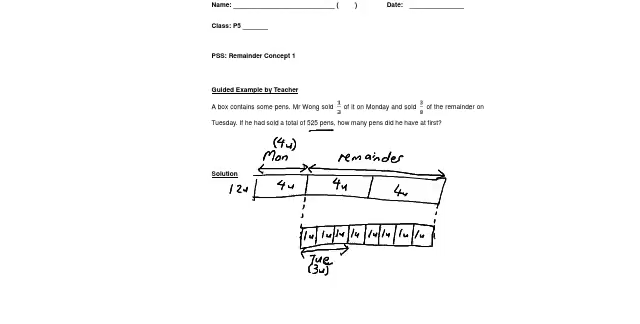 Name: ______________________________ ( ) Date: ________________
Class: P5 _______
PSS: Remainder Concept 1
Guided Example by Teacher
A box contains some pens. Mr Wong sold 1/3 of it on Monday and sold 3/8 of the remainder on
Tuesday. If he had sold a total of 525 pens, how many pens did he have at first?
(4u)
Mon remainder
Solution
12u 4u 4u 4u
1u 1u 1u 1u 1u 1u 1u 1u
Tue
(3u)